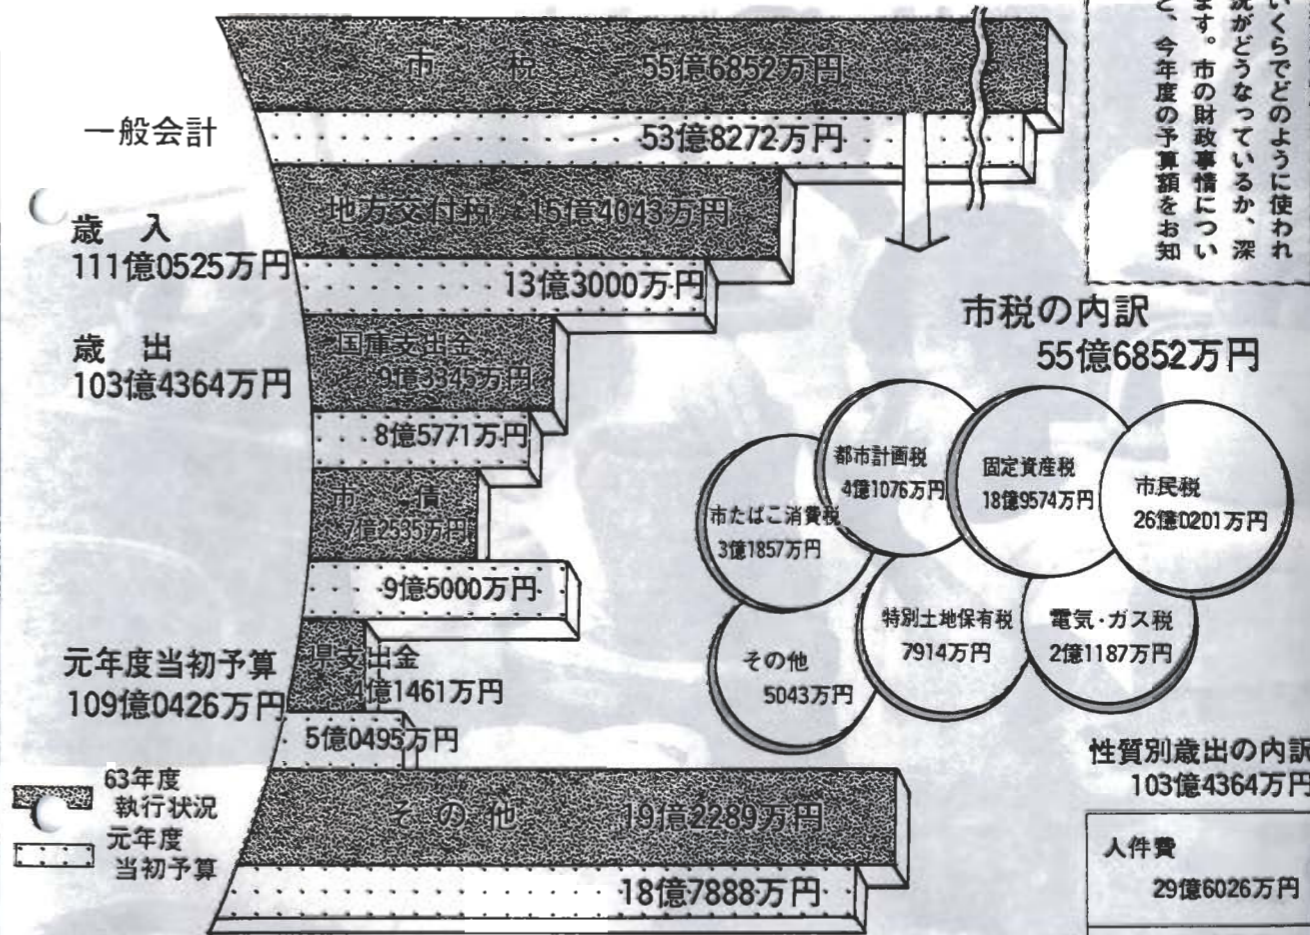 いくらでどのように使われ
況がどうなっているか、深
ます。市の財政事情につい
と、今年度の予算額をお知
一般会計
歳入
111億0525万円
歳出
103億4364万円
元年度当初予算
109億0426万円
63年度
執行状況
元年度
当初予算
市税 55億6852万円
53億8272万円
地方交付税 15億4043万円
13億3000万円
国庫支出金
9億3345万円
8億5771万円
市債
7億2535万円
9億5000万円
県支出金
4億1461万円
5億0495万円
その他 19億2289万円
18億7888万円
市税の内訳
55億6852万円
市たばこ消費税
3億1857万円
都市計画税
4億1076万円
固定資産税
18億9574万円
市民税
26億0201万円
その他
5043万円
特別土地保有税
7914万円
電気・ガス税
2億1187万円
性質別歳出の内訳
103億4364万円
人件費
29億6026万円